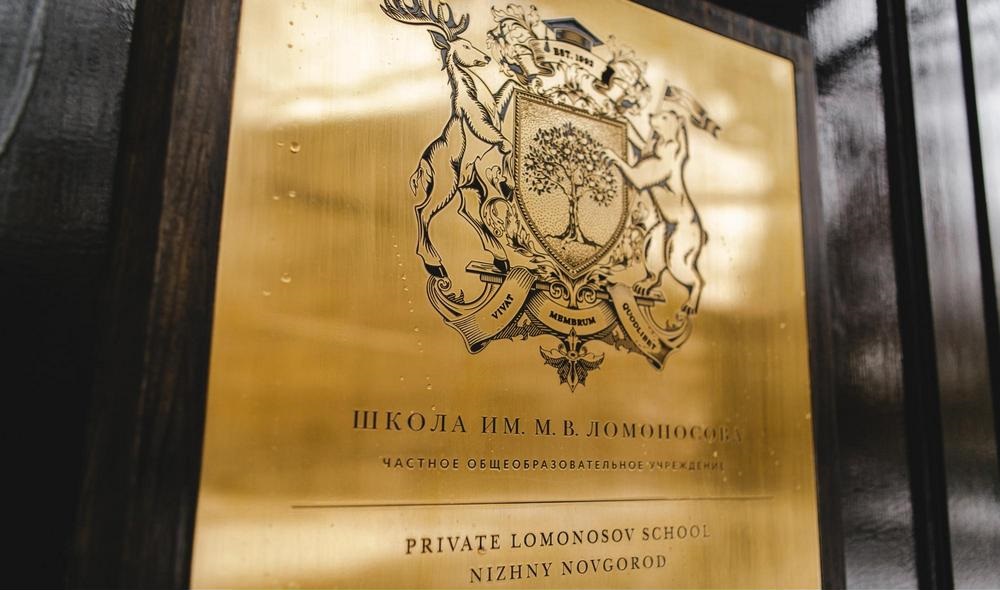 EST. 1992
VIVAT MEMBRUM QUODLIBET
ШКОЛА ИМ. М. В. ЛОМОНОСОВА
ЧАСТНОЕ ОБЩЕОБРАЗОВАТЕЛЬНОЕ УЧРЕЖДЕНИЕ
PRIVATE LOMONOSOV SCHOOL
NIZHNY NOVGOROD